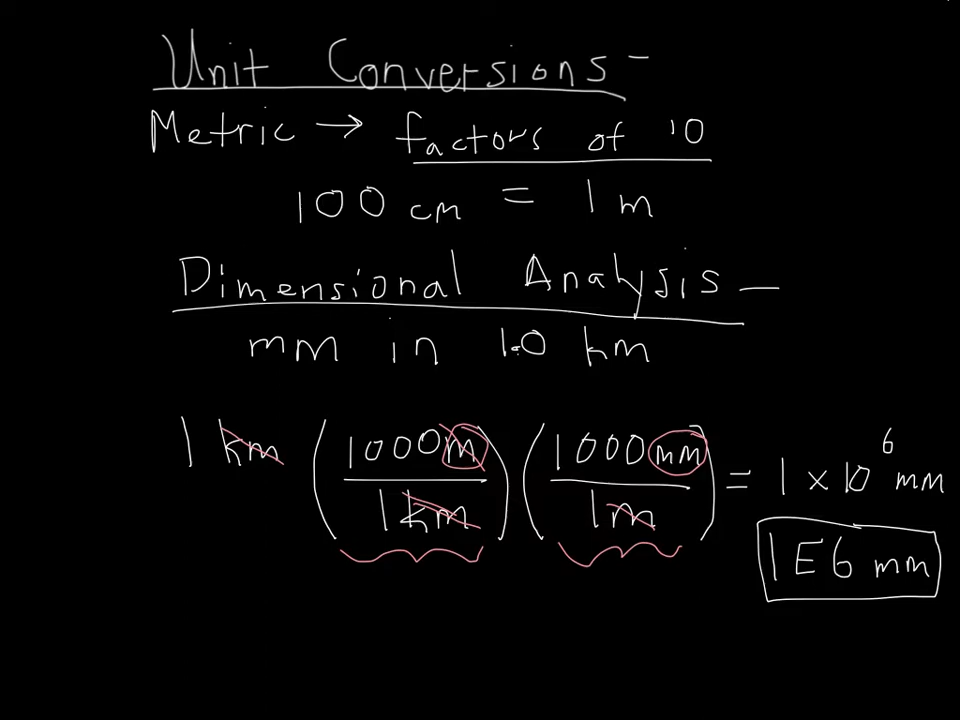 Unit Conversions -
Metric → factors of 10
100 cm = 1 m
Dimensional Analysis —
mm in 1.0 km
1 km (1000 m / 1 km) (1000 mm / 1 m) = 1 x 10^6 mm
1E6 mm